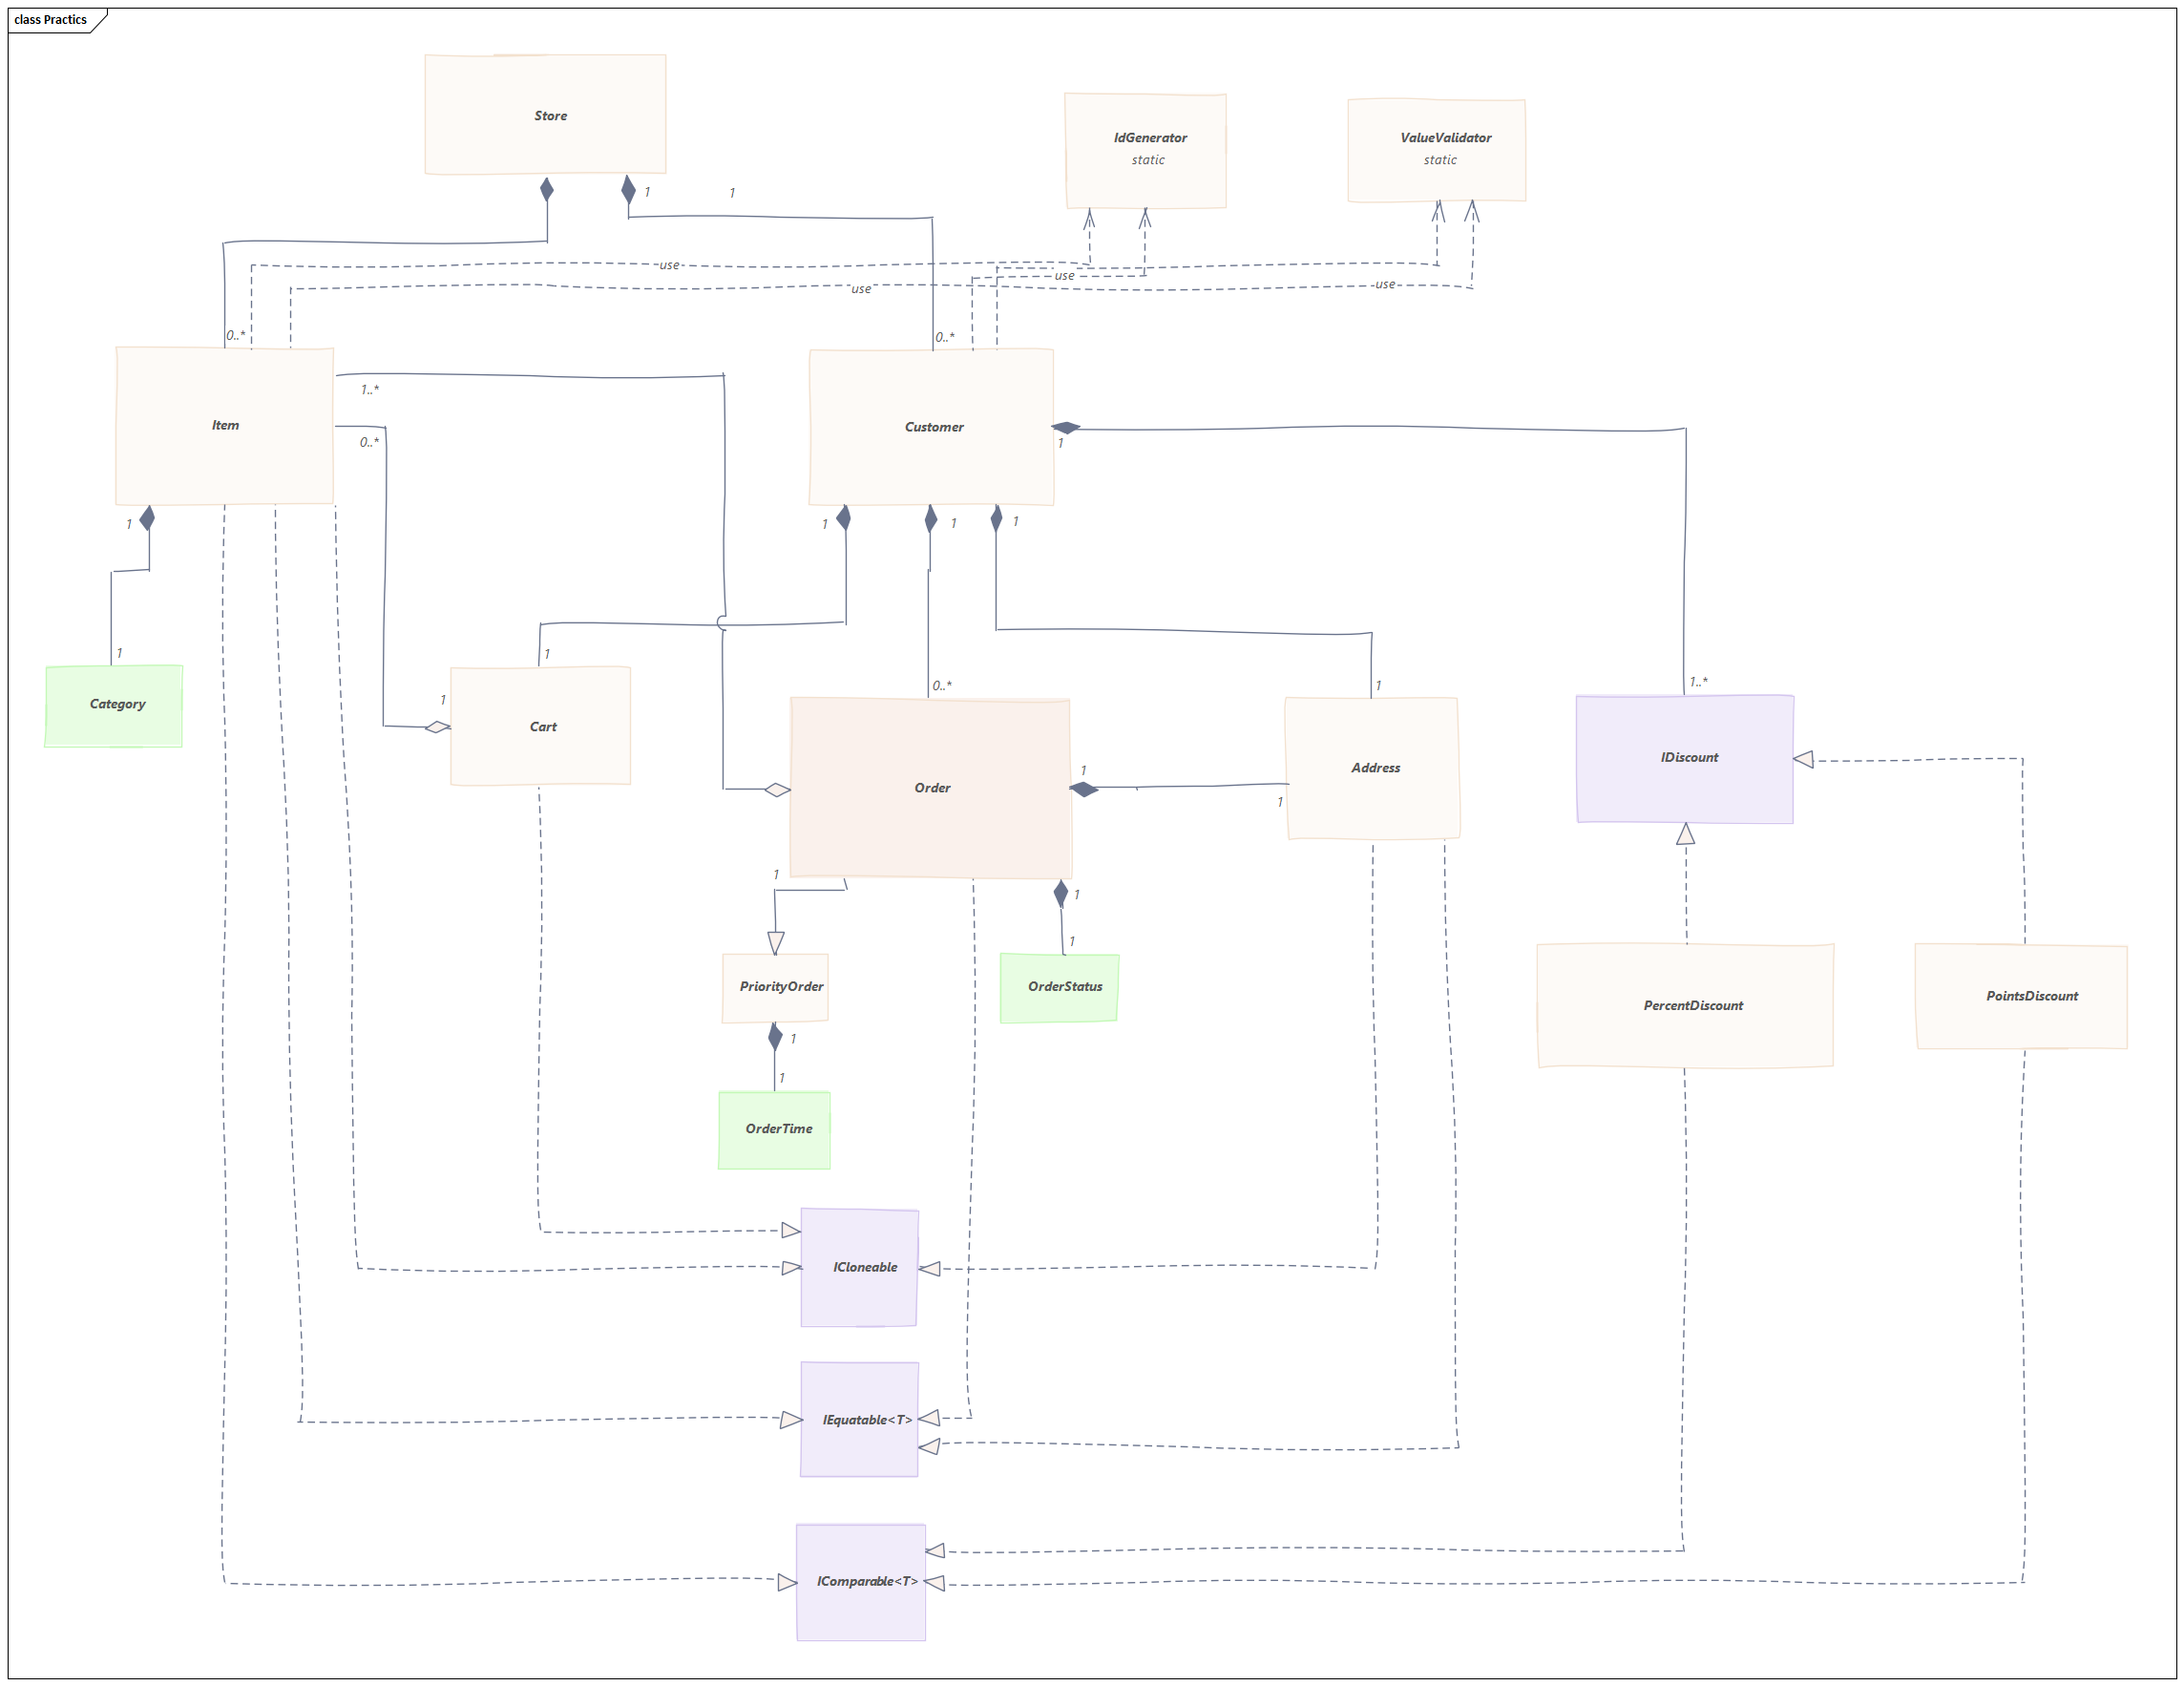 class Practics
Store
IdGenerator
static
ValueValidator
static
1
1
use
use
use
use
0..*
0..*
1..*
Item
0..*
Customer
1
1
1
1
1
1
Category
1
1
Cart
0..*
1
1..*
IDiscount
Order
1
1
Address
1
1
1
PriorityOrder
OrderStatus
PercentDiscount
PointsDiscount
1
1
OrderTime
ICloneable
IEquatable<T>
IComparable<T>